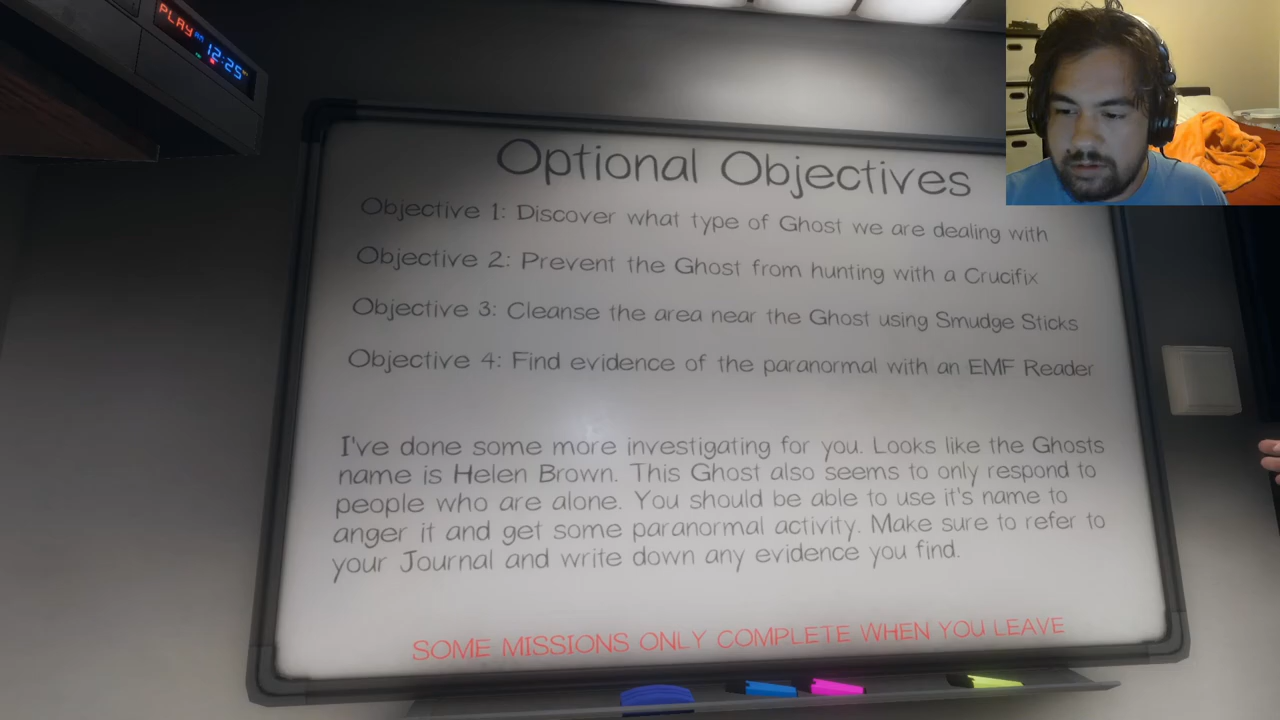 PLAY 12:25
Optional Objectives
Objective 1: Discover what type of Ghost we are dealing with
Objective 2: Prevent the Ghost from hunting with a Crucifix
Objective 3: Cleanse the area near the Ghost using Smudge Sticks
Objective 4: Find evidence of the paranormal with an EMF Reader
I've done some more investigating for you. Looks like the Ghosts
name is Helen Brown. This Ghost also seems to only respond to
people who are alone. You should be able to use it's name to
anger it and get some paranormal activity. Make sure to refer to
your Journal and write down any evidence you find.
SOME MISSIONS ONLY COMPLETE WHEN YOU LEAVE